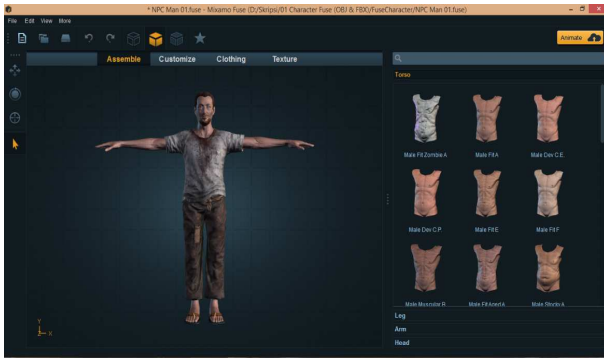 * NPC Man 01.fuse - Mixamo Fuse (D:/Skripsi/01 Character Fuse (OBJ & FBX)/FuseCharacter/NPC Man 01.fuse)
File Edit View More
Animate
Assemble Customize Clothing Texture
Torso
Male Fit Zombie A Male Fit A Male Dev C.E.
Male Dev C.P. Male Fit E Male Fit F
Male Muscular R Male Fit Aged A Male Stocky A
Leg
Arm
Head
Y
Z X